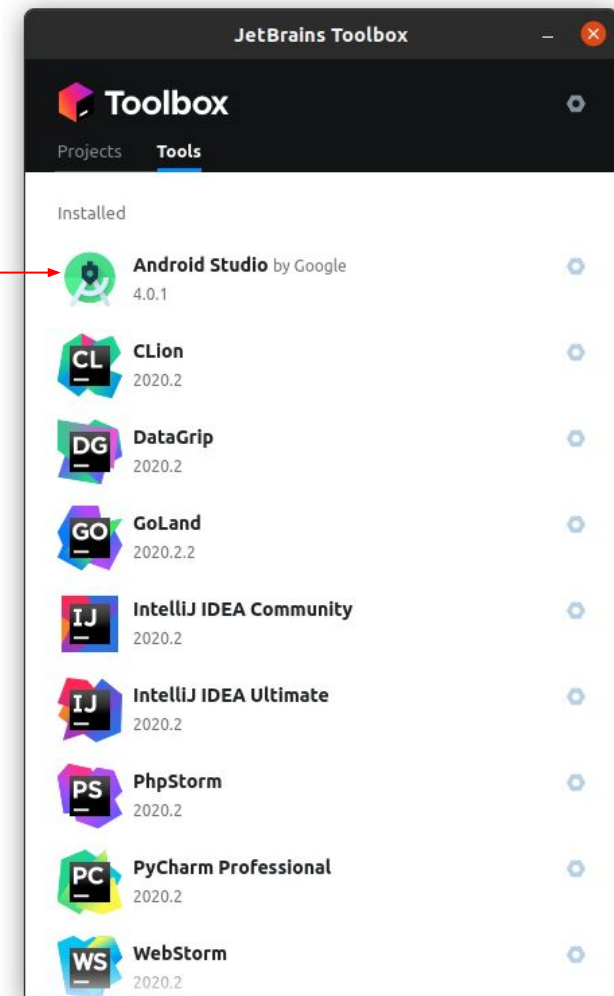 JetBrains Toolbox
Toolbox
Projects Tools
Installed
Android Studio by Google
4.0.1
CL
CLion
2020.2
DG
DataGrip
2020.2
GO
GoLand
2020.2.2
IJ
IntelliJ IDEA Community
2020.2
IJ
IntelliJ IDEA Ultimate
2020.2
PS
PhpStorm
2020.2
PC
PyCharm Professional
2020.2
WS
WebStorm
2020.2